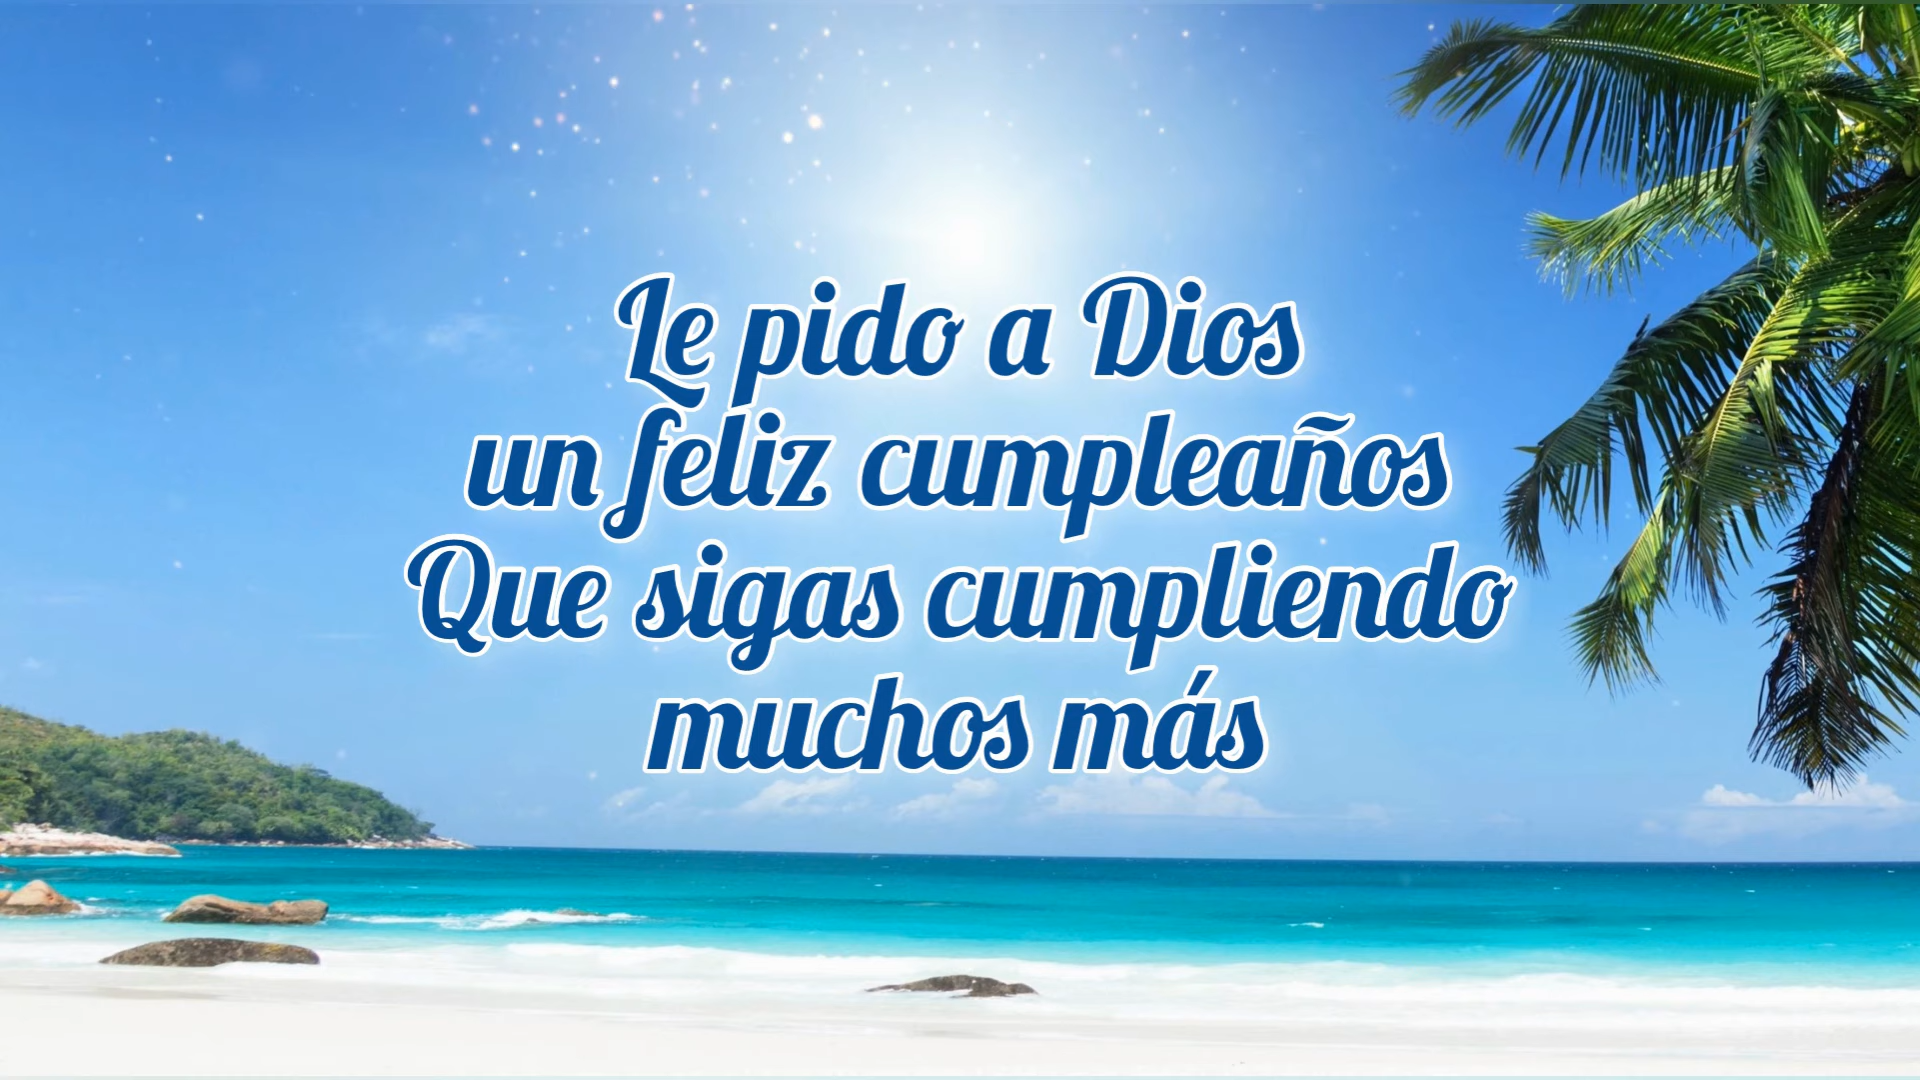 Le pido a Dios
un feliz cumpleaños
Que sigas cumpliendo
muchos más